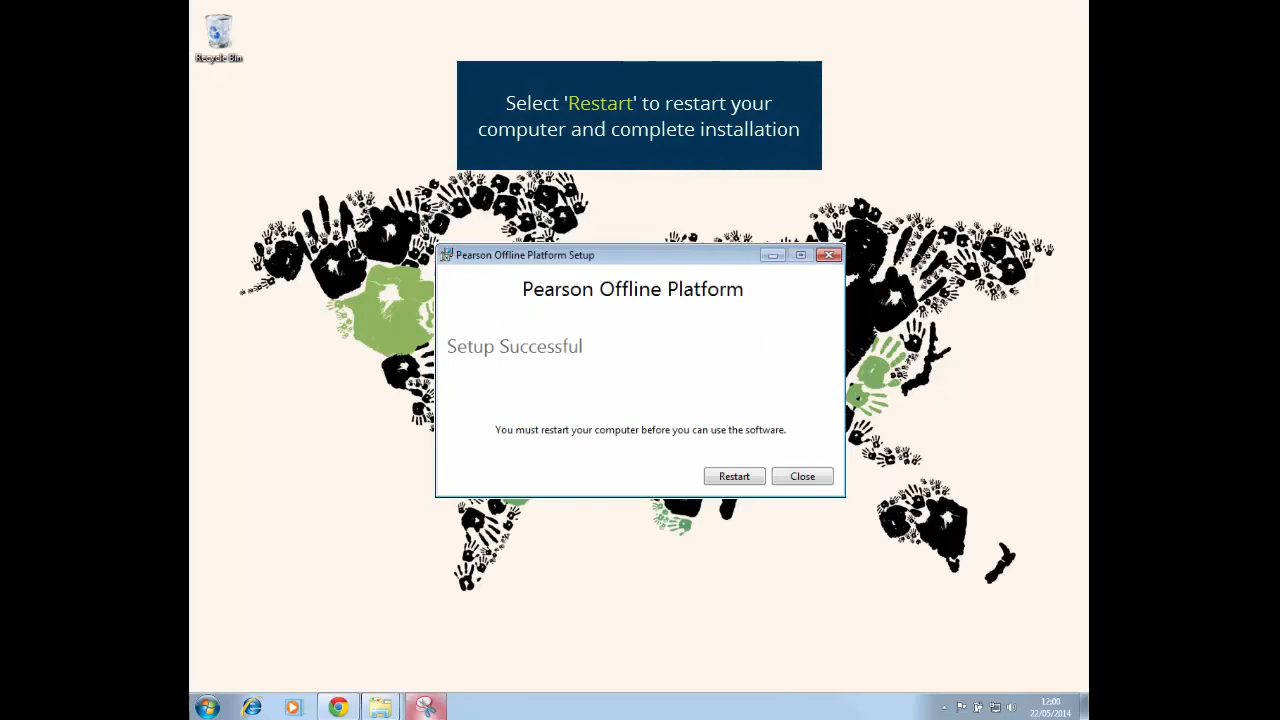 Recycle Bin
Select 'Restart' to restart your
computer and complete installation
Pearson Offline Platform Setup
Pearson Offline Platform
Setup Successful
You must restart your computer before you can use the software.
Restart
Close
12:00
22/05/2014